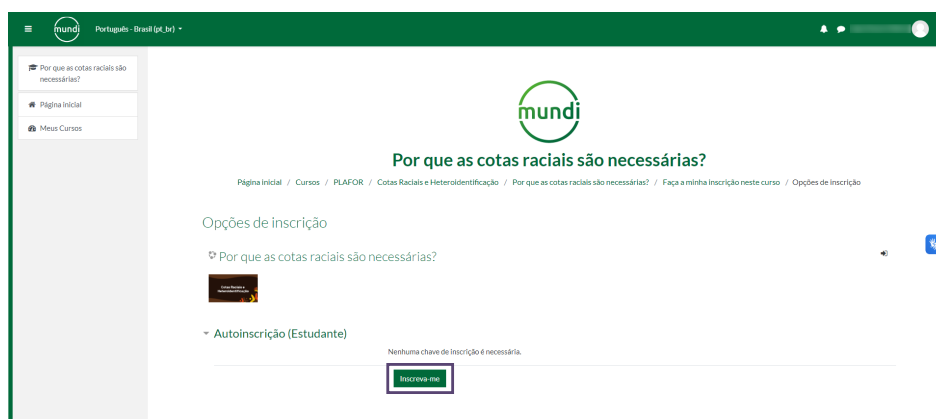 mundi
Português - Brasil (pt_br)
Por que as cotas raciais são
necessárias?
Página inicial
Meus Cursos
mundi
Por que as cotas raciais são necessárias?
Página inicial / Cursos / PLAFOR / Cotas Raciais e Heteroidentificação / Por que as cotas raciais são necessárias? / Faça a minha inscrição neste curso / Opções de inscrição
Opções de inscrição
Por que as cotas raciais são necessárias?
Cotas Raciais e
Heteroidentificação
Autoinscrição (Estudante)
Nenhuma chave de inscrição é necessária.
Inscreva-me